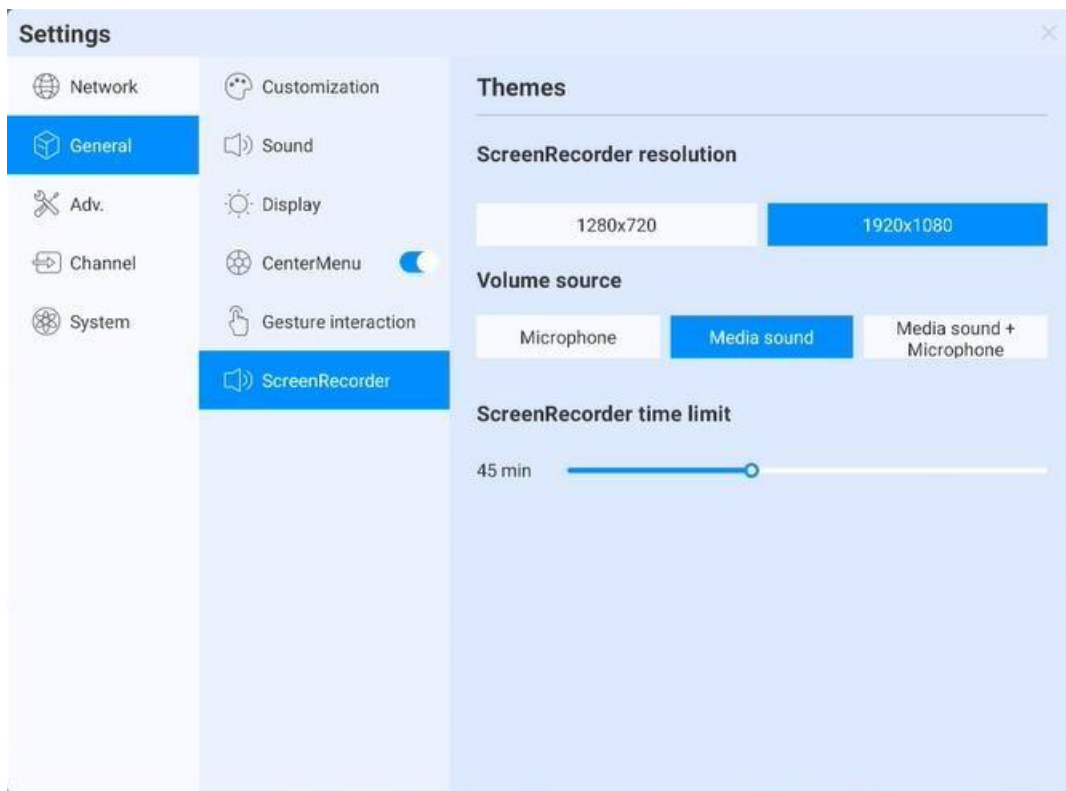 Settings
Network
General
Adv.
Channel
System
Customization
Sound
Display
CenterMenu
Gesture interaction
ScreenRecorder
Themes
ScreenRecorder resolution
1280x720
1920x1080
Volume source
Microphone
Media sound
Media sound +
Microphone
ScreenRecorder time limit
45 min